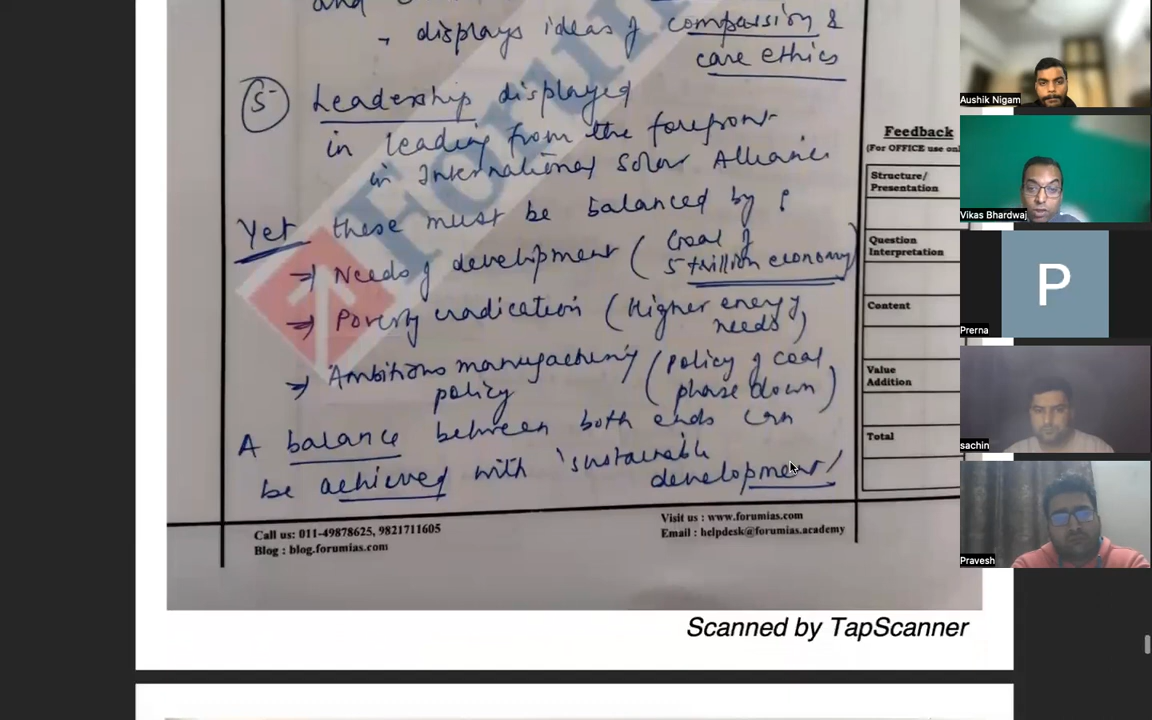 and
→ displays ideas of compassion &
care ethics
5 Leadership displayed
in leading from the forefront
in International Solar Alliance
Yet these must be balanced by :
→ Needs of development ( Goal of
5 trillion economy )
→ Poverty eradication ( Higher energy
needs )
→ Ambitious manufacturing ( policy of coal
policy phase down )
A balance between both ends can
be achieved with 'sustainable
development'
Feedback
(For OFFICE use on
Structure/
Presentation
Question
Interpretation
Content
Value
Addition
Total
Call us: 011-49878625, 9821711605
Blog : blog.forumias.com
Visit us : www.forumias.com
Email : helpdesk@forumias.academy
Scanned by TapScanner
Forum
Aushik Nigam
Vikas Bhardwaj
P
Prerna
sachin
Pravesh